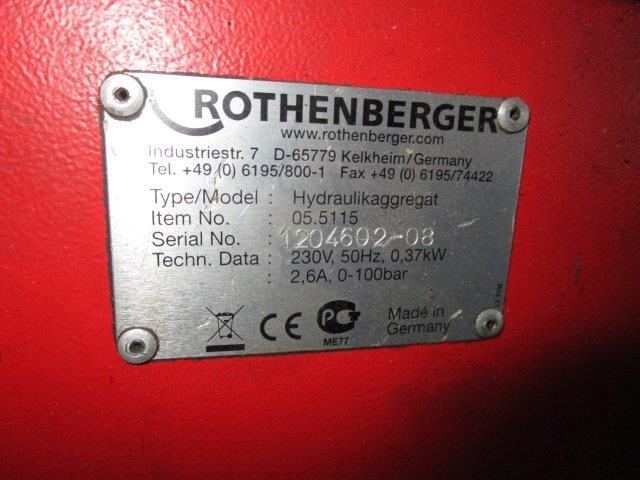 ROTHENBERGER
www.rothenberger.com
Industriestr. 7 D-65779 Kelkheim/Germany
Tel. +49 (0) 6195/800-1 Fax +49 (0) 6195/74422
Type/Model : Hydraulikaggregat
Item No. : 05.5115
Serial No. : 1204602-08
Techn. Data : 230V, 50Hz, 0,37kW
: 2,6A, 0-100bar
CE PG Made in
Germany
ME77